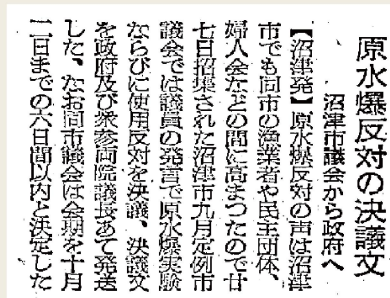 原水爆反対の決議文
沼津市議会から政府へ
【沼津発】原水爆反対の声は沼津
市でも同市の漁業者や民主団体、
婦人会などの間に高まつたので廿
七日招集された沼津市九月定例市
議会では議員の発言で原水爆実験
ならびに使用反対を決議、決議文
を政府及び衆参両院議長あて発送
した、なお同市議会は会期を十月
二日までの六日間以内と決定した